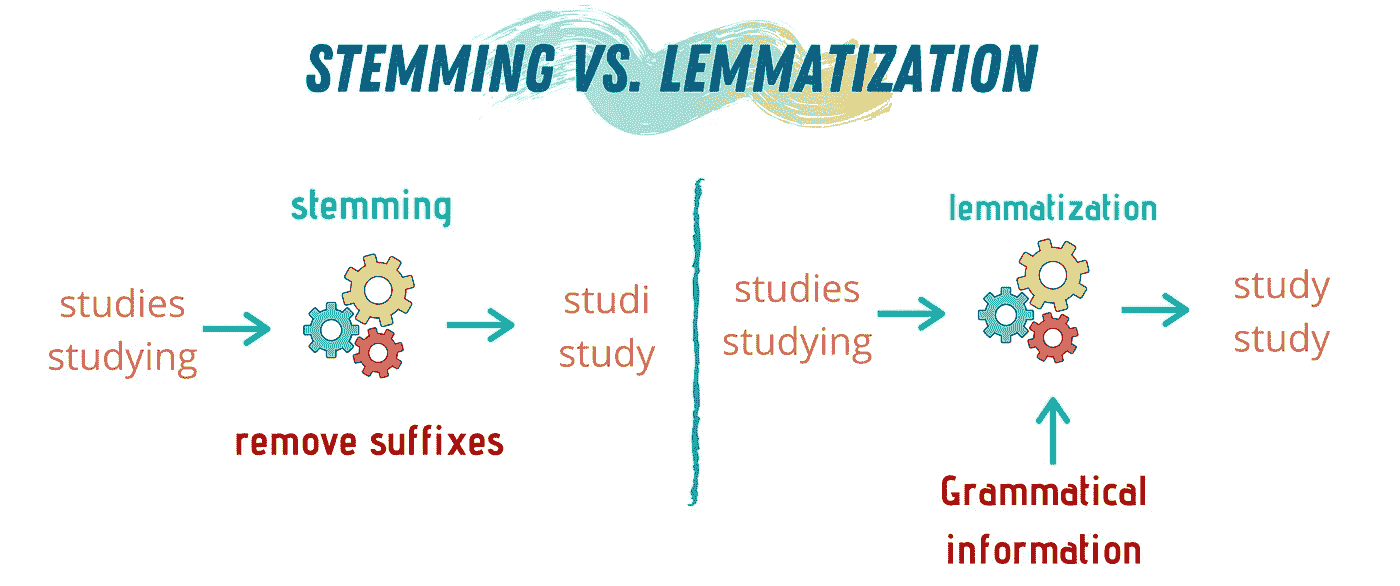 STEMMING VS. LEMMATIZATION
stemming
studies
studying
studi
study
remove suffixes
lemmatization
studies
studying
study
study
Grammatical
information